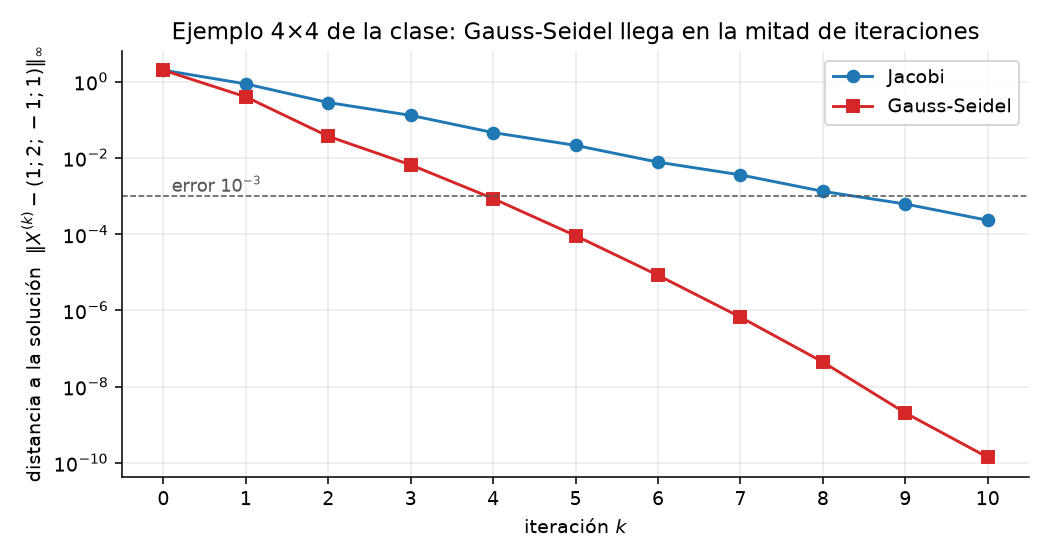 Ejemplo 4×4 de la clase: Gauss-Seidel llega en la mitad de iteraciones
distancia a la solución ‖X⁽ᵏ⁾ − (1; 2; −1; 1)‖∞
10⁰
10⁻²
10⁻⁴
10⁻⁶
10⁻⁸
10⁻¹⁰
error 10⁻³
Jacobi
Gauss-Seidel
0 1 2 3 4 5 6 7 8 9 10
iteración k